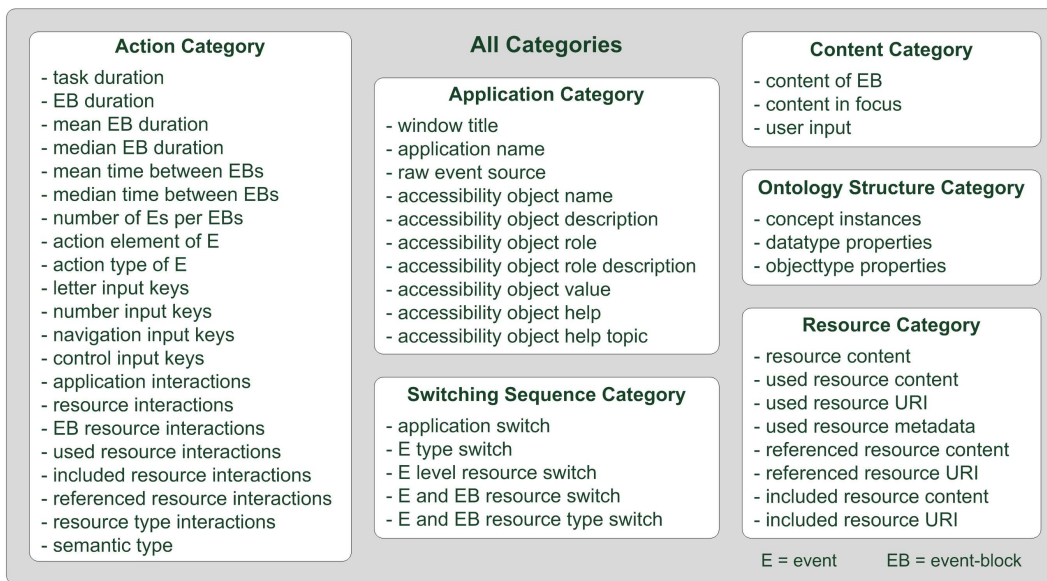 Action Category
- task duration
- EB duration
- mean EB duration
- median EB duration
- mean time between EBs
- median time between EBs
- number of Es per EBs
- action element of E
- action type of E
- letter input keys
- number input keys
- navigation input keys
- control input keys
- application interactions
- resource interactions
- EB resource interactions
- used resource interactions
- included resource interactions
- referenced resource interactions
- resource type interactions
- semantic type
All Categories
Application Category
- window title
- application name
- raw event source
- accessibility object name
- accessibility object description
- accessibility object role
- accessibility object role description
- accessibility object value
- accessibility object help
- accessibility object help topic
Switching Sequence Category
- application switch
- E type switch
- E level resource switch
- E and EB resource switch
- E and EB resource type switch
Content Category
- content of EB
- content in focus
- user input
Ontology Structure Category
- concept instances
- datatype properties
- objecttype properties
Resource Category
- resource content
- used resource content
- used resource URI
- used resource metadata
- referenced resource content
- referenced resource URI
- included resource content
- included resource URI
E = event EB = event-block